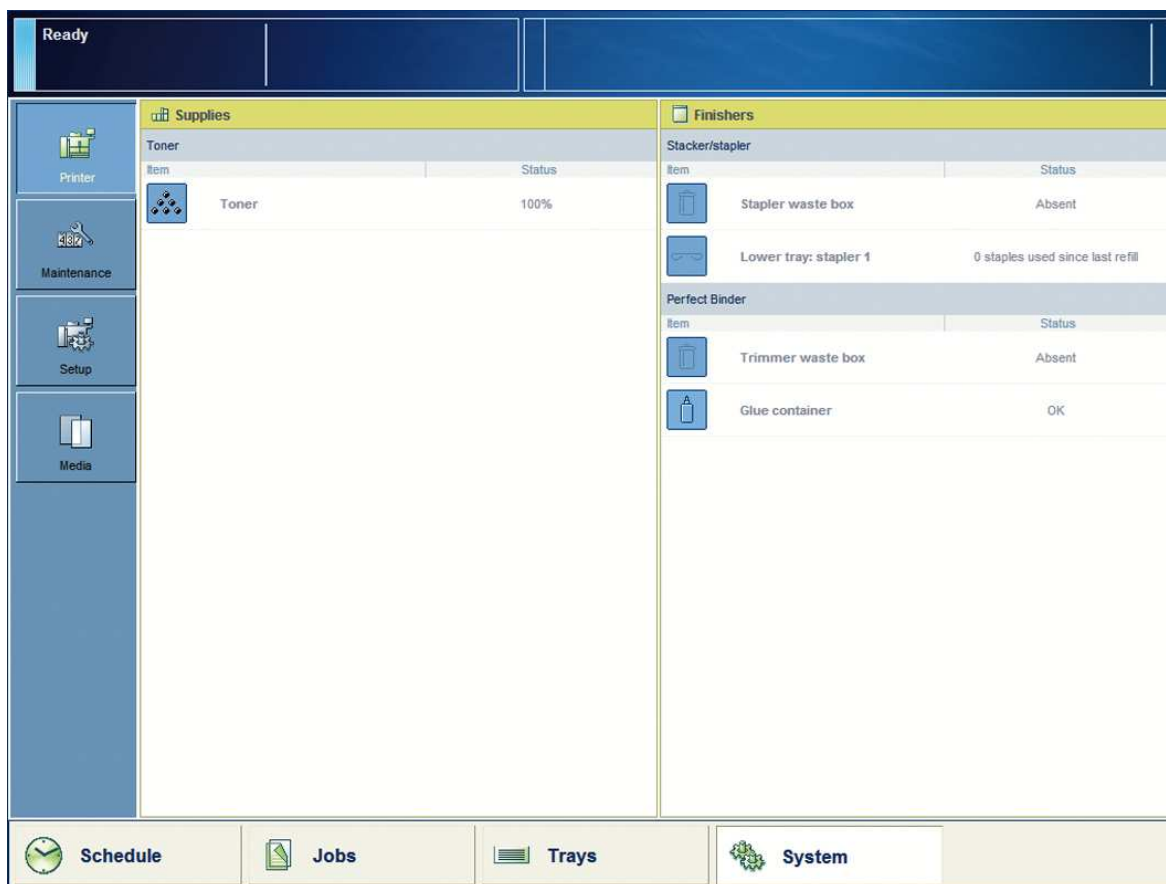 Ready
Printer
Maintenance
Setup
Media
Supplies
Toner
Item Status
Toner 100%
Finishers
Stacker/stapler
Item Status
Stapler waste box Absent
Lower tray: stapler 1 0 staples used since last refill
Perfect Binder
Item Status
Trimmer waste box Absent
Glue container OK
Schedule Jobs Trays System